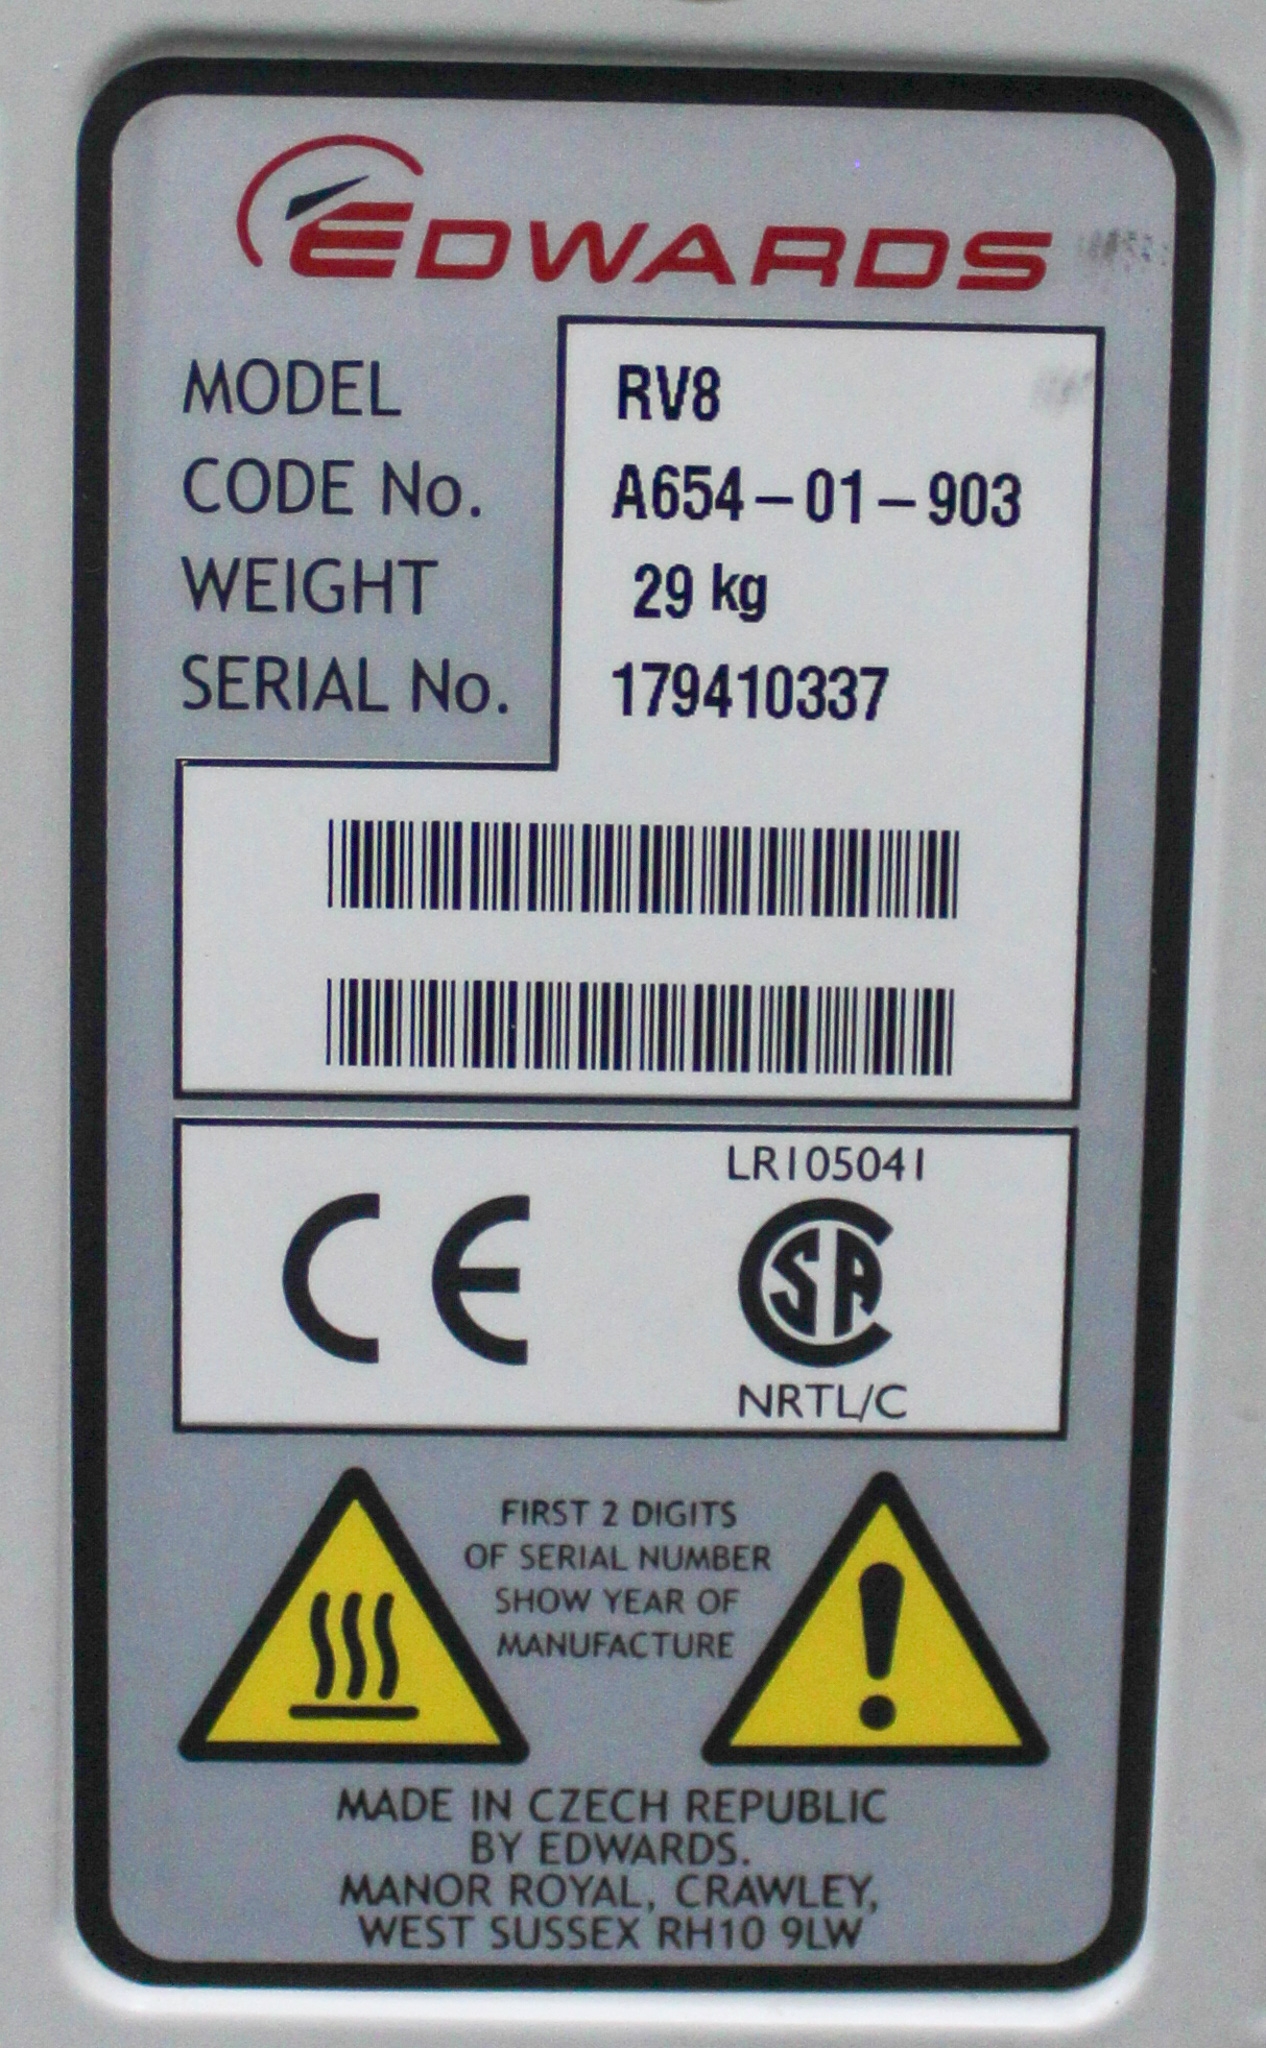 EDWARDS
MODEL RV8
CODE No. A654-01-903
WEIGHT 29 kg
SERIAL No. 179410337
LR105041
CE CSA
NRTL/C
FIRST 2 DIGITS
OF SERIAL NUMBER
SHOW YEAR OF
MANUFACTURE
!
MADE IN CZECH REPUBLIC
BY EDWARDS.
MANOR ROYAL, CRAWLEY,
WEST SUSSEX RH10 9LW